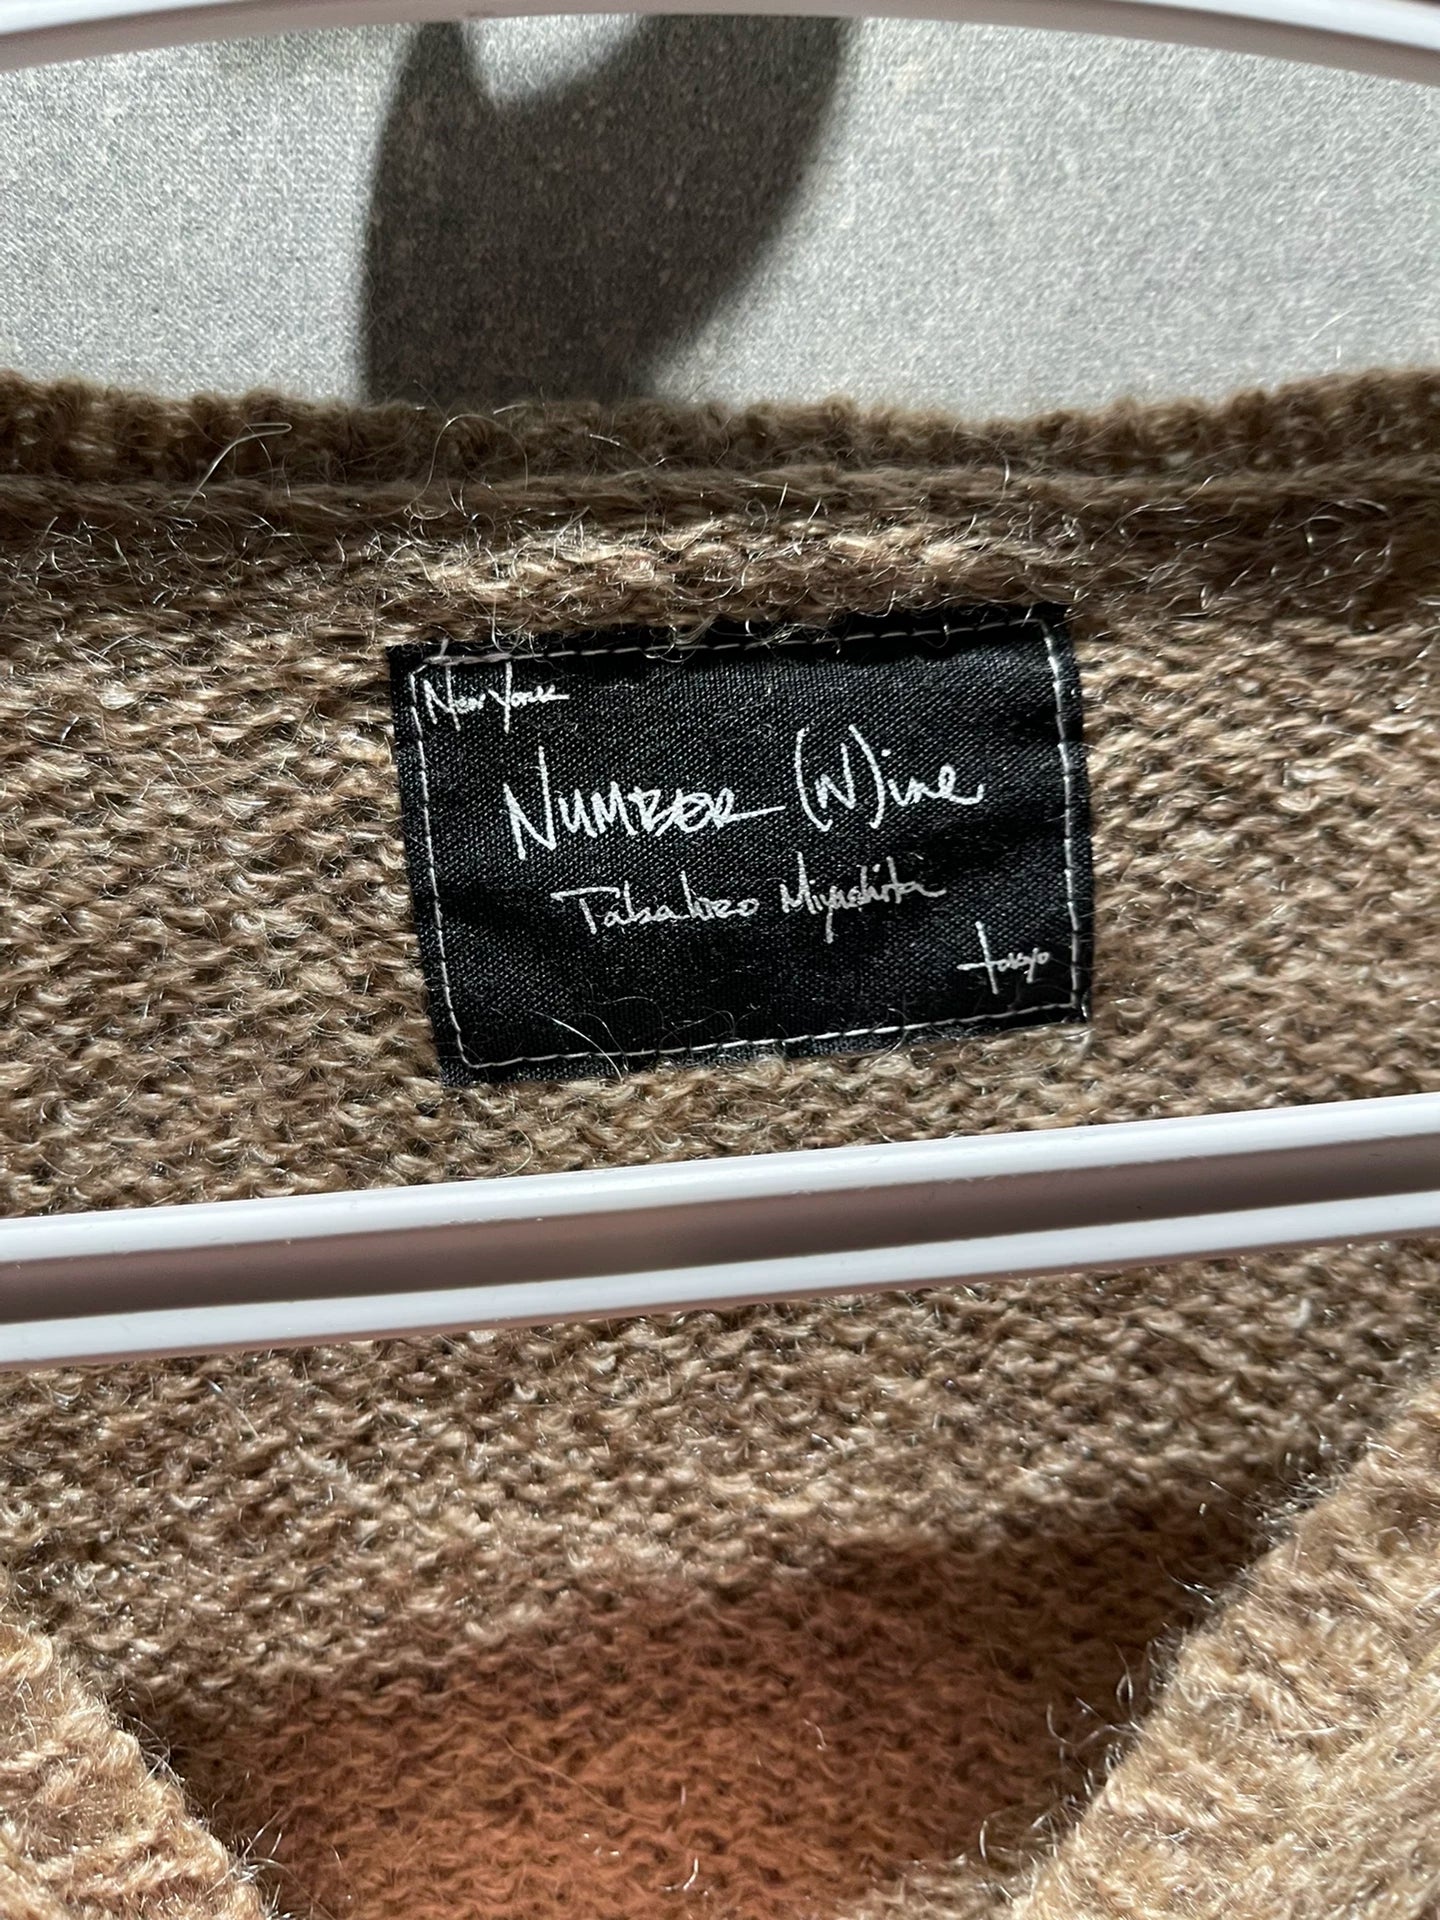 New York
NUMBER (N)ine
Takahiro Miyashita
tokyo